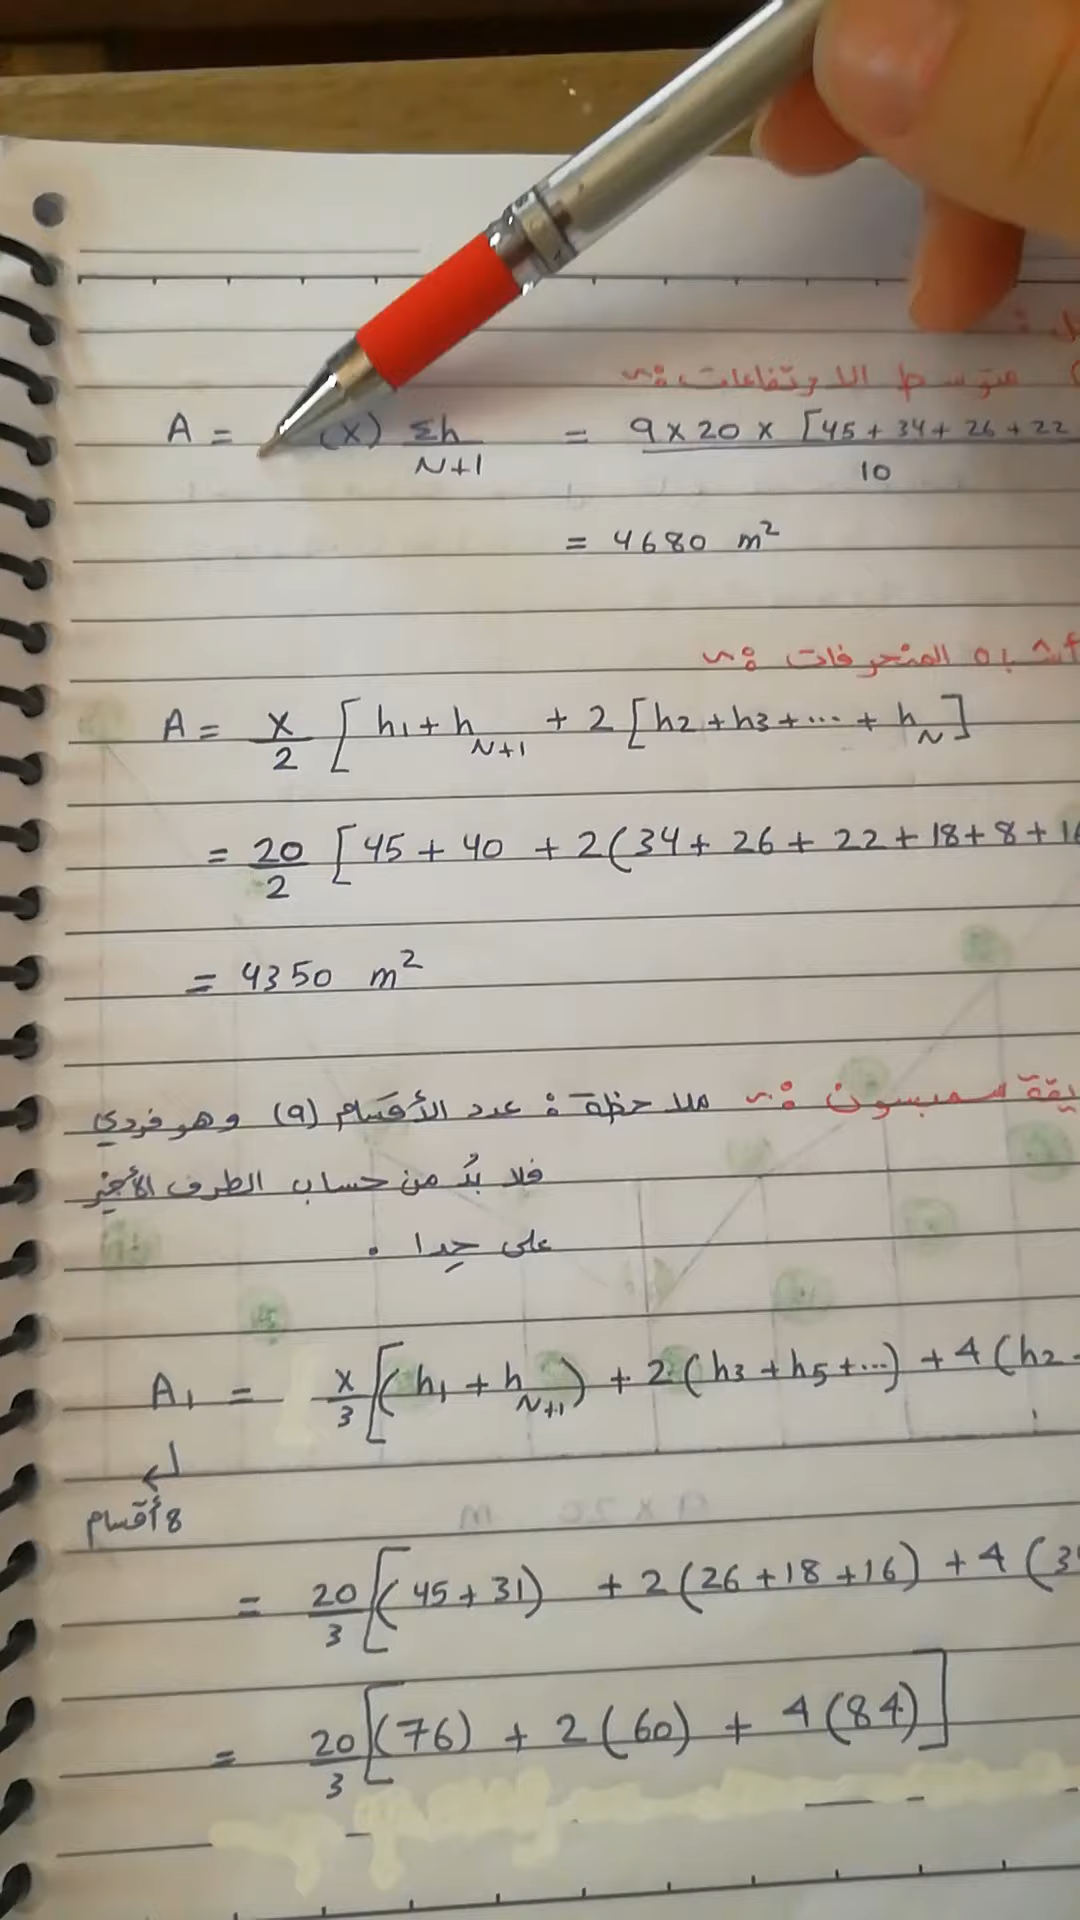 متوسط الارتفاعات :~
A = (x) Σh / N+1 = 9 x 20 x [45 + 34 + 26 + 22 / 10
= 4680 m²
أشباه المنحرفات :~
A = x/2 [ h1 + hN+1 + 2 [ h2 + h3 + ... + hN ]
= 20/2 [ 45 + 40 + 2 ( 34 + 26 + 22 + 18 + 8 + 16
= 4350 m²
سمبسون :~ ملاحظة : عدد الأقسام (9) وهو فردي
فلا بُد من حساب الطرف الأخير
على حِدا .
A1 = x/3 [ ( h1 + hN+1 ) + 2 ( h3 + h5 + ... ) + 4 ( h2
8 أقسام
= 20/3 [ ( 45 + 31 ) + 2 ( 26 + 18 + 16 ) + 4 (
= 20/3 [ (76) + 2 (60) + 4 (84) ]